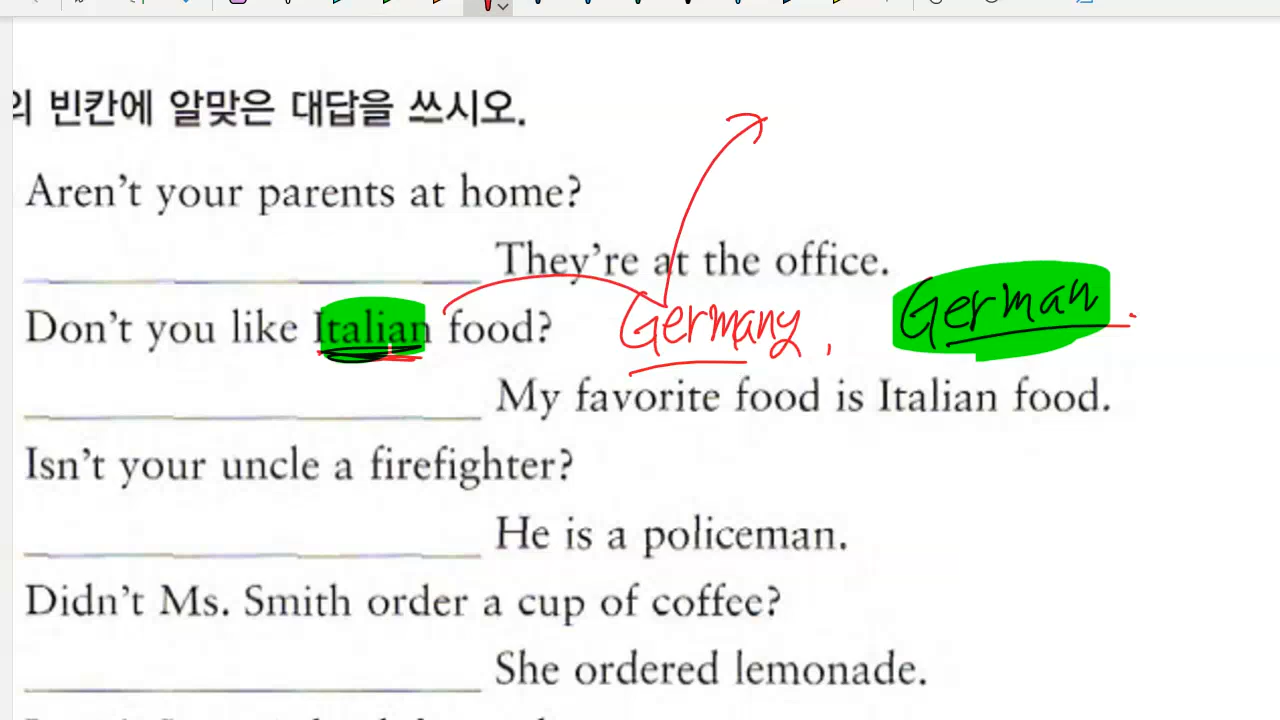 의 빈칸에 알맞은 대답을 쓰시오.
Aren't your parents at home?
They're at the office.
Don't you like Italian food? Germany, German.
My favorite food is Italian food.
Isn't your uncle a firefighter?
He is a policeman.
Didn't Ms. Smith order a cup of coffee?
She ordered lemonade.